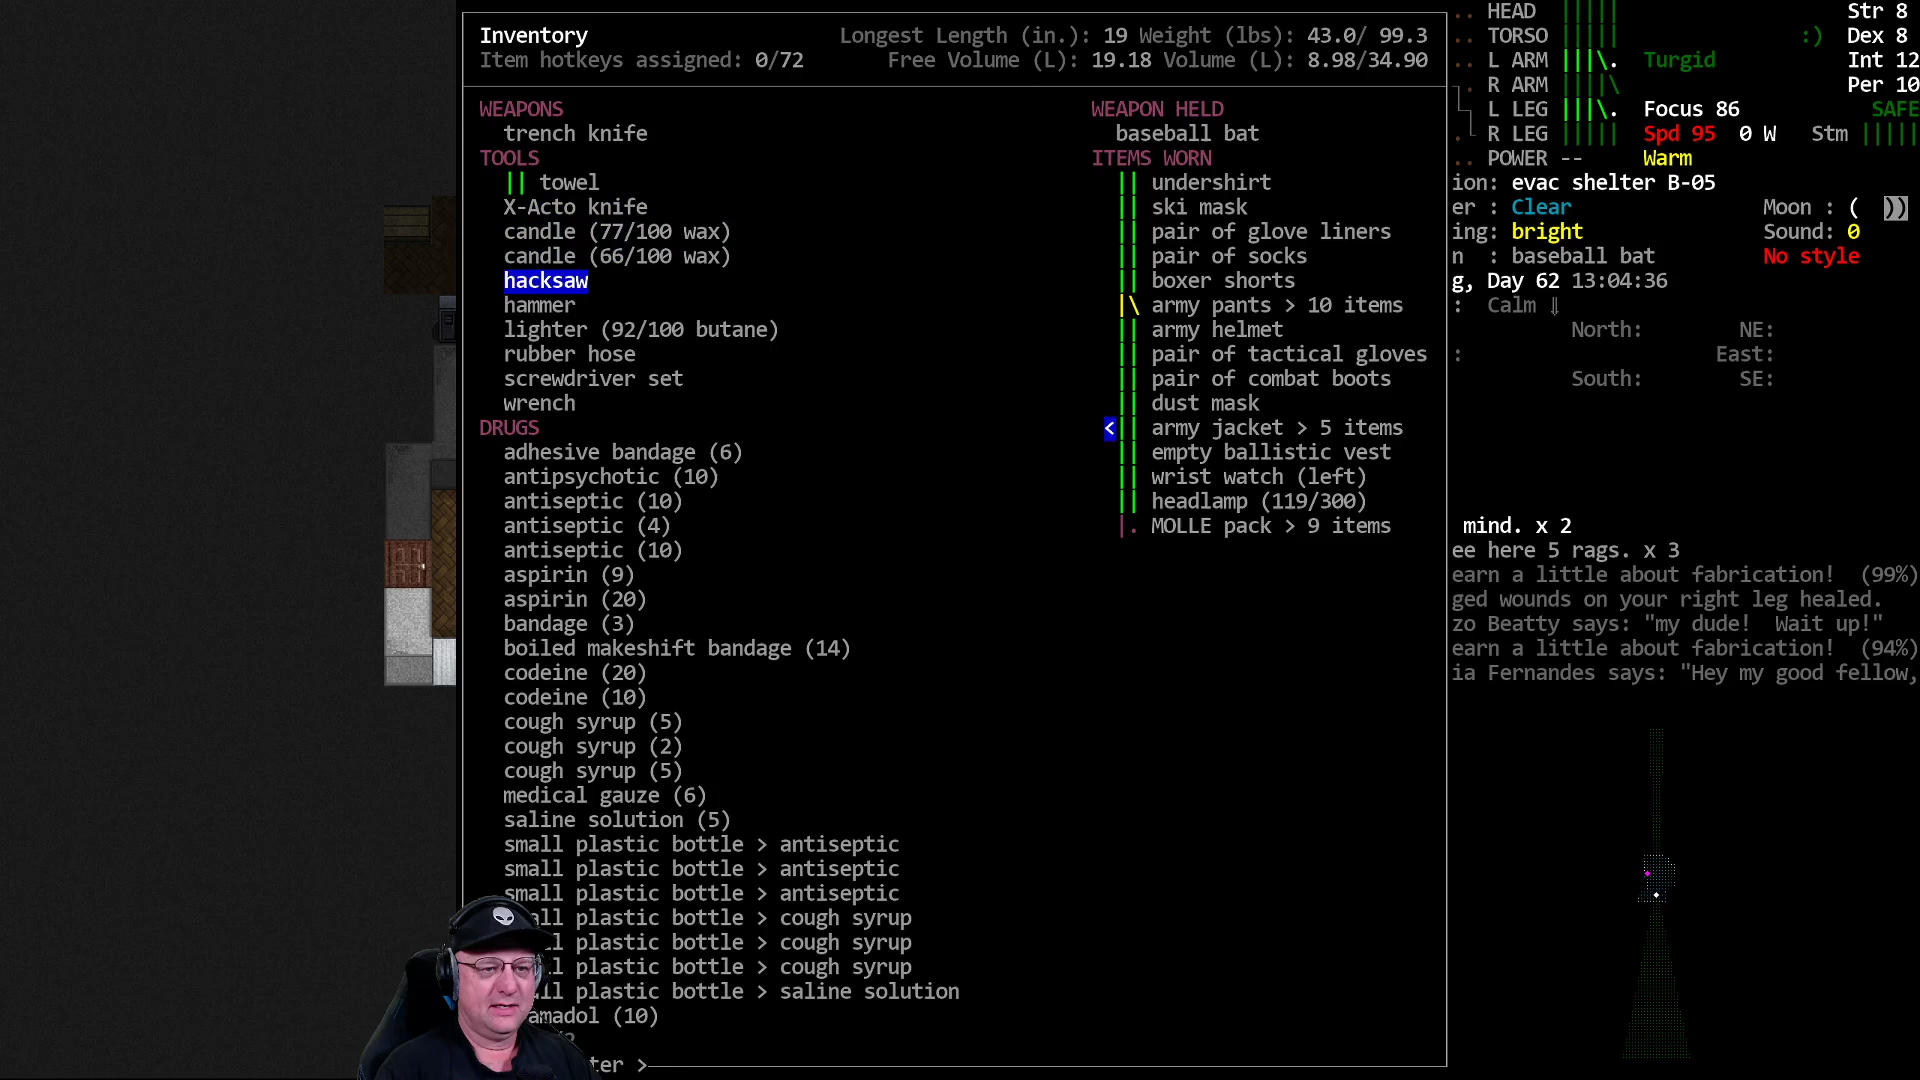 Inventory
Longest Length (in.): 19 Weight (lbs): 43.0/ 99.3
Item hotkeys assigned: 0/72
Free Volume (L): 19.18 Volume (L): 8.98/34.90
WEAPONS
trench knife
TOOLS
|| towel
X-Acto knife
candle (77/100 wax)
candle (66/100 wax)
hacksaw
hammer
lighter (92/100 butane)
rubber hose
screwdriver set
wrench
DRUGS
adhesive bandage (6)
antipsychotic (10)
antiseptic (10)
antiseptic (4)
antiseptic (10)
aspirin (9)
aspirin (20)
bandage (3)
boiled makeshift bandage (14)
codeine (20)
codeine (10)
cough syrup (5)
cough syrup (2)
cough syrup (5)
medical gauze (6)
saline solution (5)
small plastic bottle > antiseptic
small plastic bottle > antiseptic
small plastic bottle > antiseptic
all plastic bottle > cough syrup
ll plastic bottle > cough syrup
ll plastic bottle > cough syrup
ll plastic bottle > saline solution
amadol (10)
ter >
WEAPON HELD
baseball bat
ITEMS WORN
|| undershirt
|| ski mask
|| pair of glove liners
|| pair of socks
|| boxer shorts
|\ army pants > 10 items
|| army helmet
|| pair of tactical gloves
|| pair of combat boots
|| dust mask
< || army jacket > 5 items
|| empty ballistic vest
|| wrist watch (left)
|| headlamp (119/300)
|. MOLLE pack > 9 items
.. HEAD ||||| Str 8
.. TORSO ||||| :) Dex 8
.. L ARM |||\. Turgid Int 12
. R ARM ||||\ Per 10
L LEG |||\. Focus 86 SAFE
. R LEG ||||| Spd 95 0 W Stm |||||
.. POWER -- Warm
ion: evac shelter B-05
er : Clear Moon : ( ))
ing: bright Sound: 0
n : baseball bat No style
g, Day 62 13:04:36
: Calm ⇓
North: NE:
: East:
South: SE:
mind. x 2
ee here 5 rags. x 3
earn a little about fabrication! (99%)
ged wounds on your right leg healed.
zo Beatty says: "my dude! Wait up!"
earn a little about fabrication! (94%)
ia Fernandes says: "Hey my good fellow,